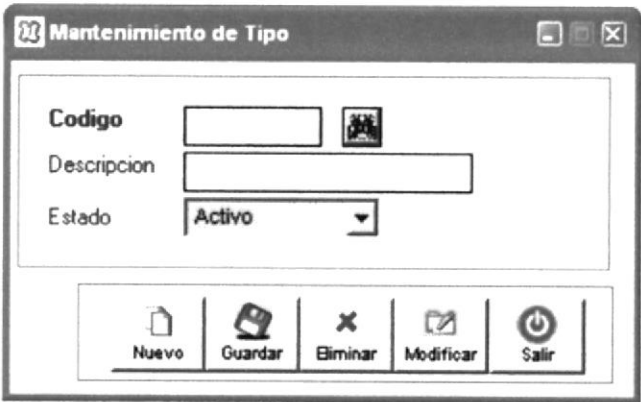 Mantenimiento de Tipo
Codigo
Descripcion
Estado Activo
Nuevo Guardar Eliminar Modificar Salir